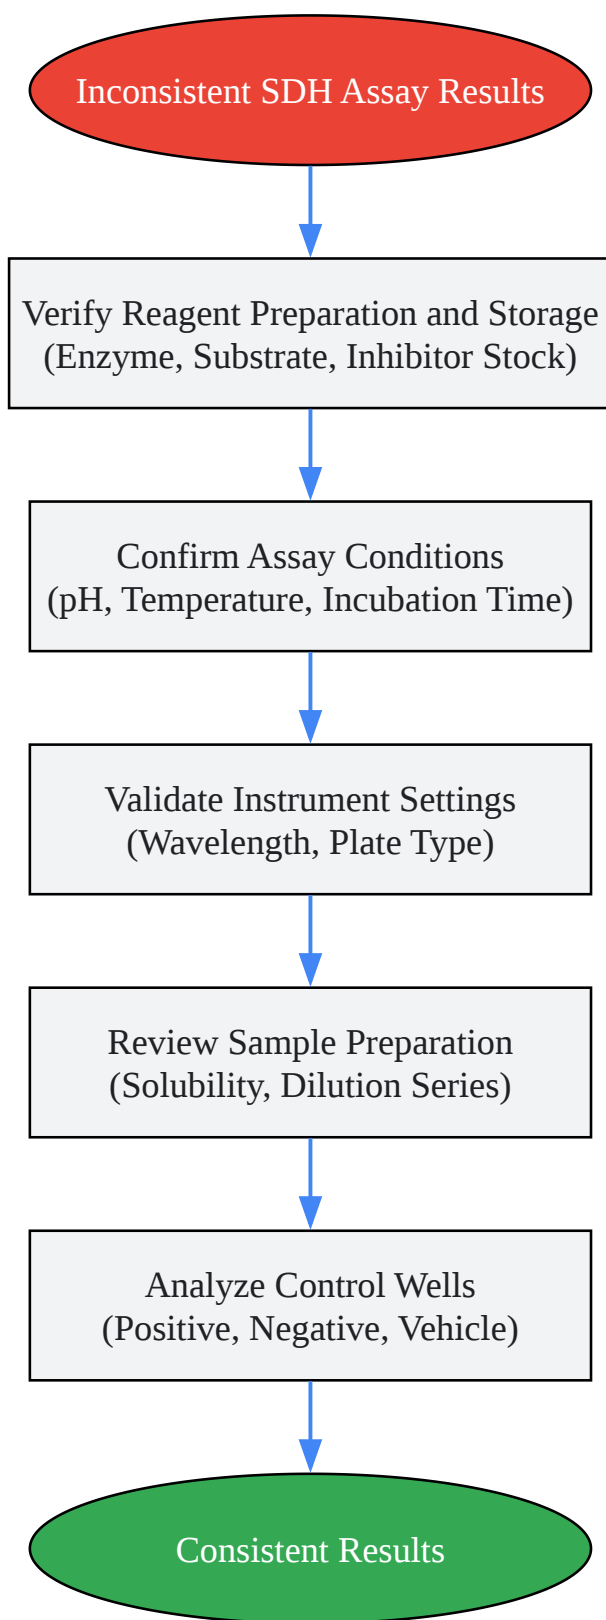 Inconsistent SDH Assay Results
Verify Reagent Preparation and Storage
(Enzyme, Substrate, Inhibitor Stock)
Confirm Assay Conditions
(pH, Temperature, Incubation Time)
Validate Instrument Settings
(Wavelength, Plate Type)
Review Sample Preparation
(Solubility, Dilution Series)
Analyze Control Wells
(Positive, Negative, Vehicle)
Consistent Results